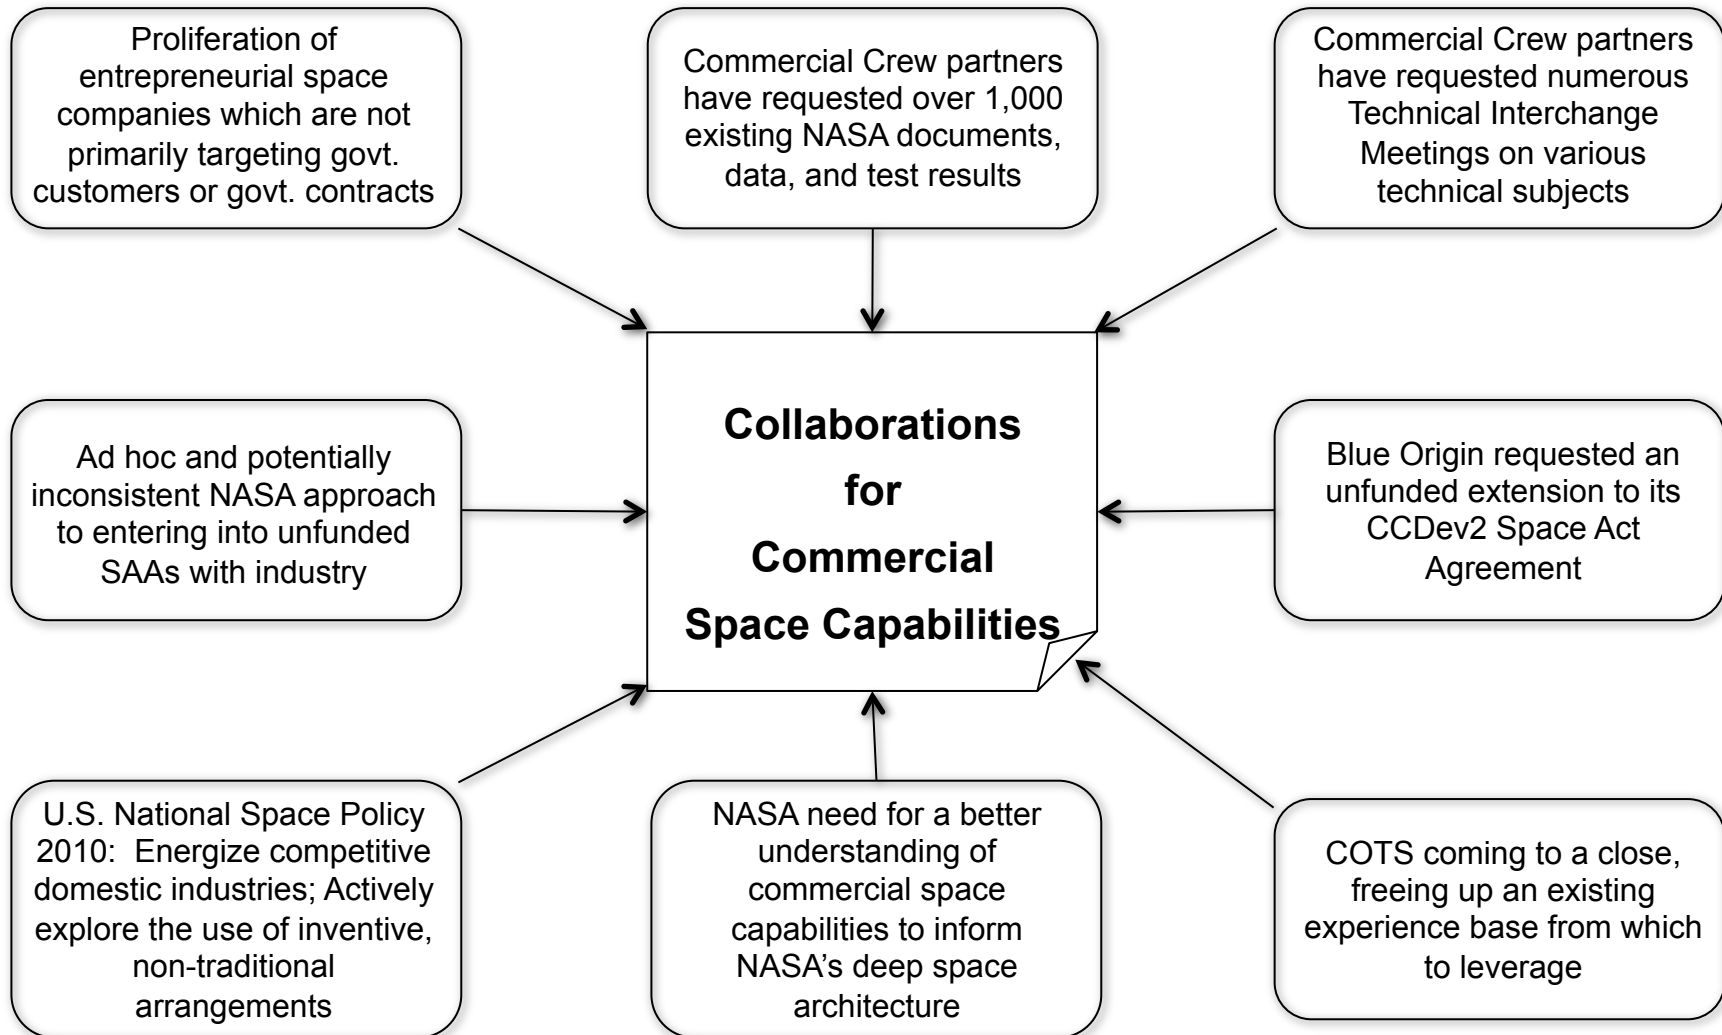 Proliferation of
entrepreneurial space
companies which are not
primarily targeting govt.
customers or govt. contracts
Commercial Crew partners
have requested over 1,000
existing NASA documents,
data, and test results
Commercial Crew partners
have requested numerous
Technical Interchange
Meetings on various
technical subjects
Ad hoc and potentially
inconsistent NASA approach
to entering into unfunded
SAAs with industry
Collaborations
for
Commercial
Space Capabilities
Blue Origin requested an
unfunded extension to its
CCDev2 Space Act
Agreement
U.S. National Space Policy
2010:  Energize competitive
domestic industries; Actively
explore the use of inventive,
non-traditional
arrangements
NASA need for a better
understanding of
commercial space
capabilities to inform
NASA’s deep space
architecture
COTS coming to a close,
freeing up an existing
experience base from which
to leverage